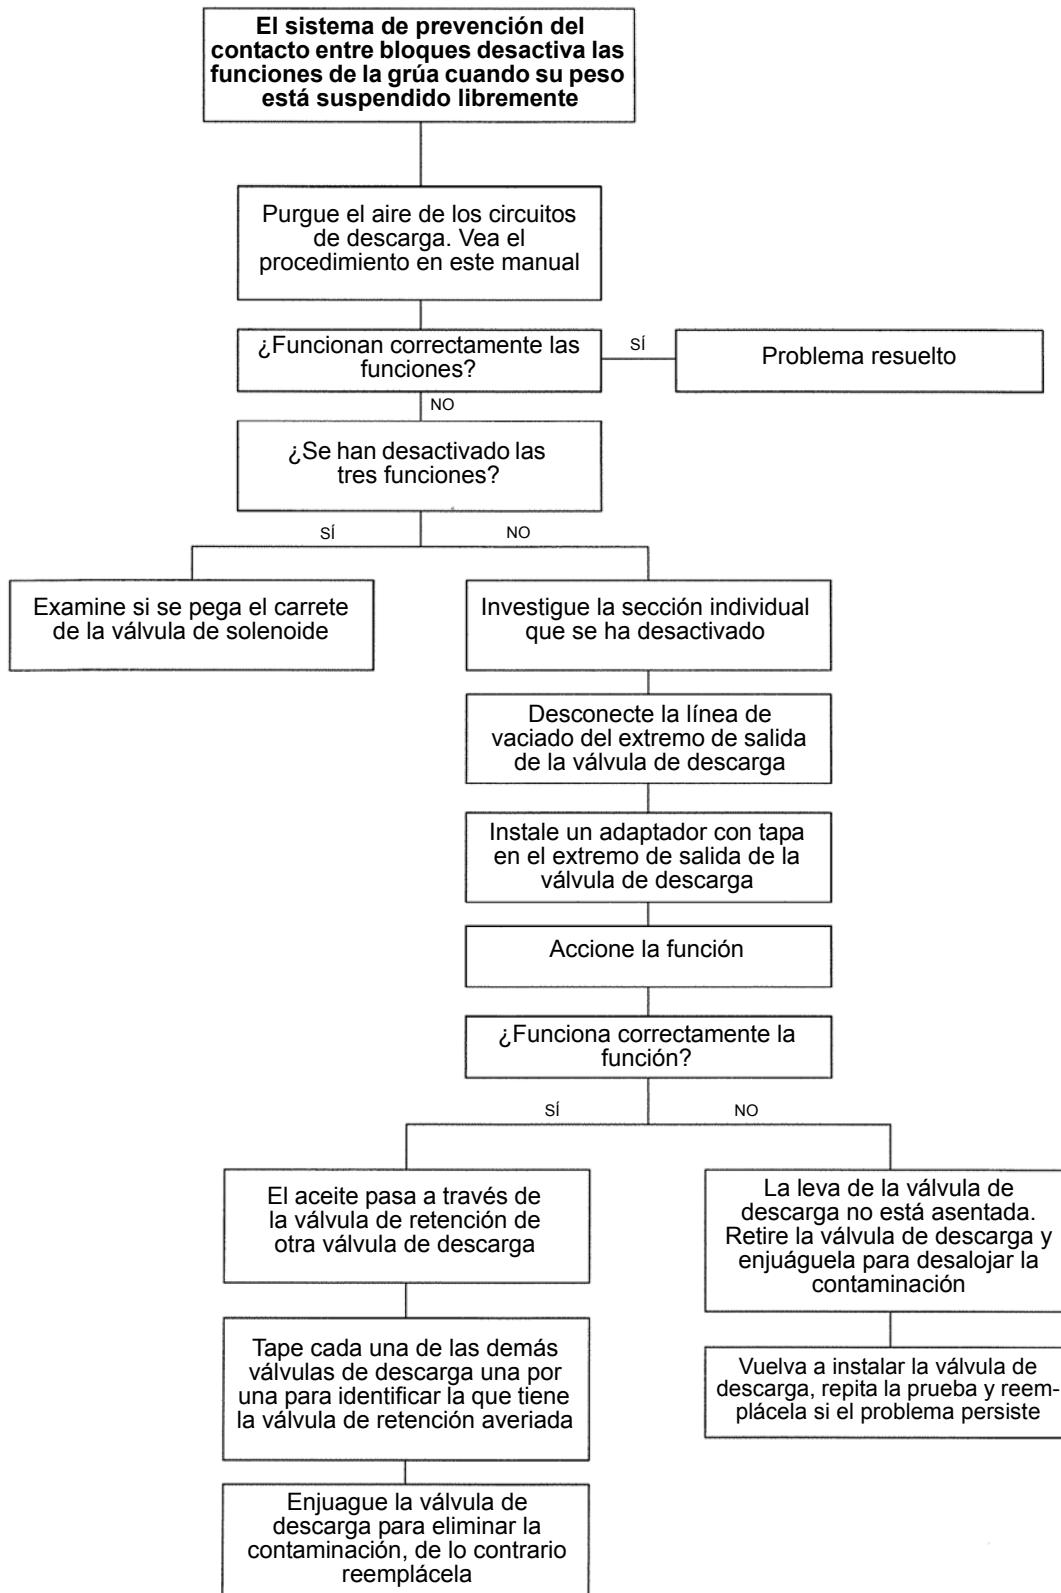 El sistema de prevención del
contacto entre bloques desactiva las
funciones de la grúa cuando su peso
está suspendido libremente
Purgue el aire de los circuitos
de descarga. Vea el
procedimiento en este manual
¿Funcionan correctamente las
funciones?
SÍ
Problema resuelto
NO
¿Se han desactivado las
tres funciones?
SÍ
NO
Examine si se pega el carrete
de la válvula de solenoide
Investigue la sección individual
que se ha desactivado
Desconecte la línea de
vaciado del extremo de salida
de la válvula de descarga
Instale un adaptador con tapa
en el extremo de salida de la
válvula de descarga
Accione la función
¿Funciona correctamente la
función?
SÍ
NO
El aceite pasa a través de
la válvula de retención de
otra válvula de descarga
La leva de la válvula de
descarga no está asentada.
Retire la válvula de descarga y
enjuáguela para desalojar la
contaminación
Tape cada una de las demás
válvulas de descarga una por
una para identificar la que tiene
la válvula de retención averiada
Vuelva a instalar la válvula de
descarga, repita la prueba y reem-
plácela si el problema persiste
Enjuague la válvula de
descarga para eliminar la
contaminación, de lo contrario
reemplácela